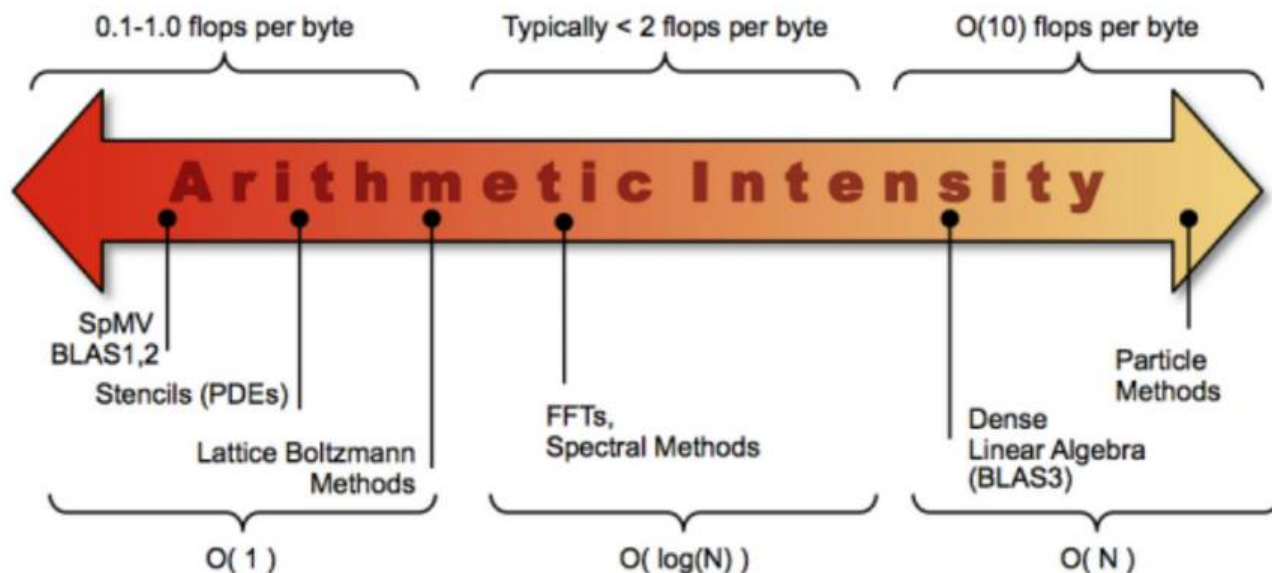 0.1-1.0 flops per byte
Typically < 2 flops per byte
O(10) flops per byte
Arithmetic Intensity
SpMV
BLAS1,2
Stencils (PDEs)
Lattice Boltzmann
Methods
FFTs,
Spectral Methods
Dense
Linear Algebra
(BLAS3)
Particle
Methods
O( 1 )
O( log(N) )
O( N )